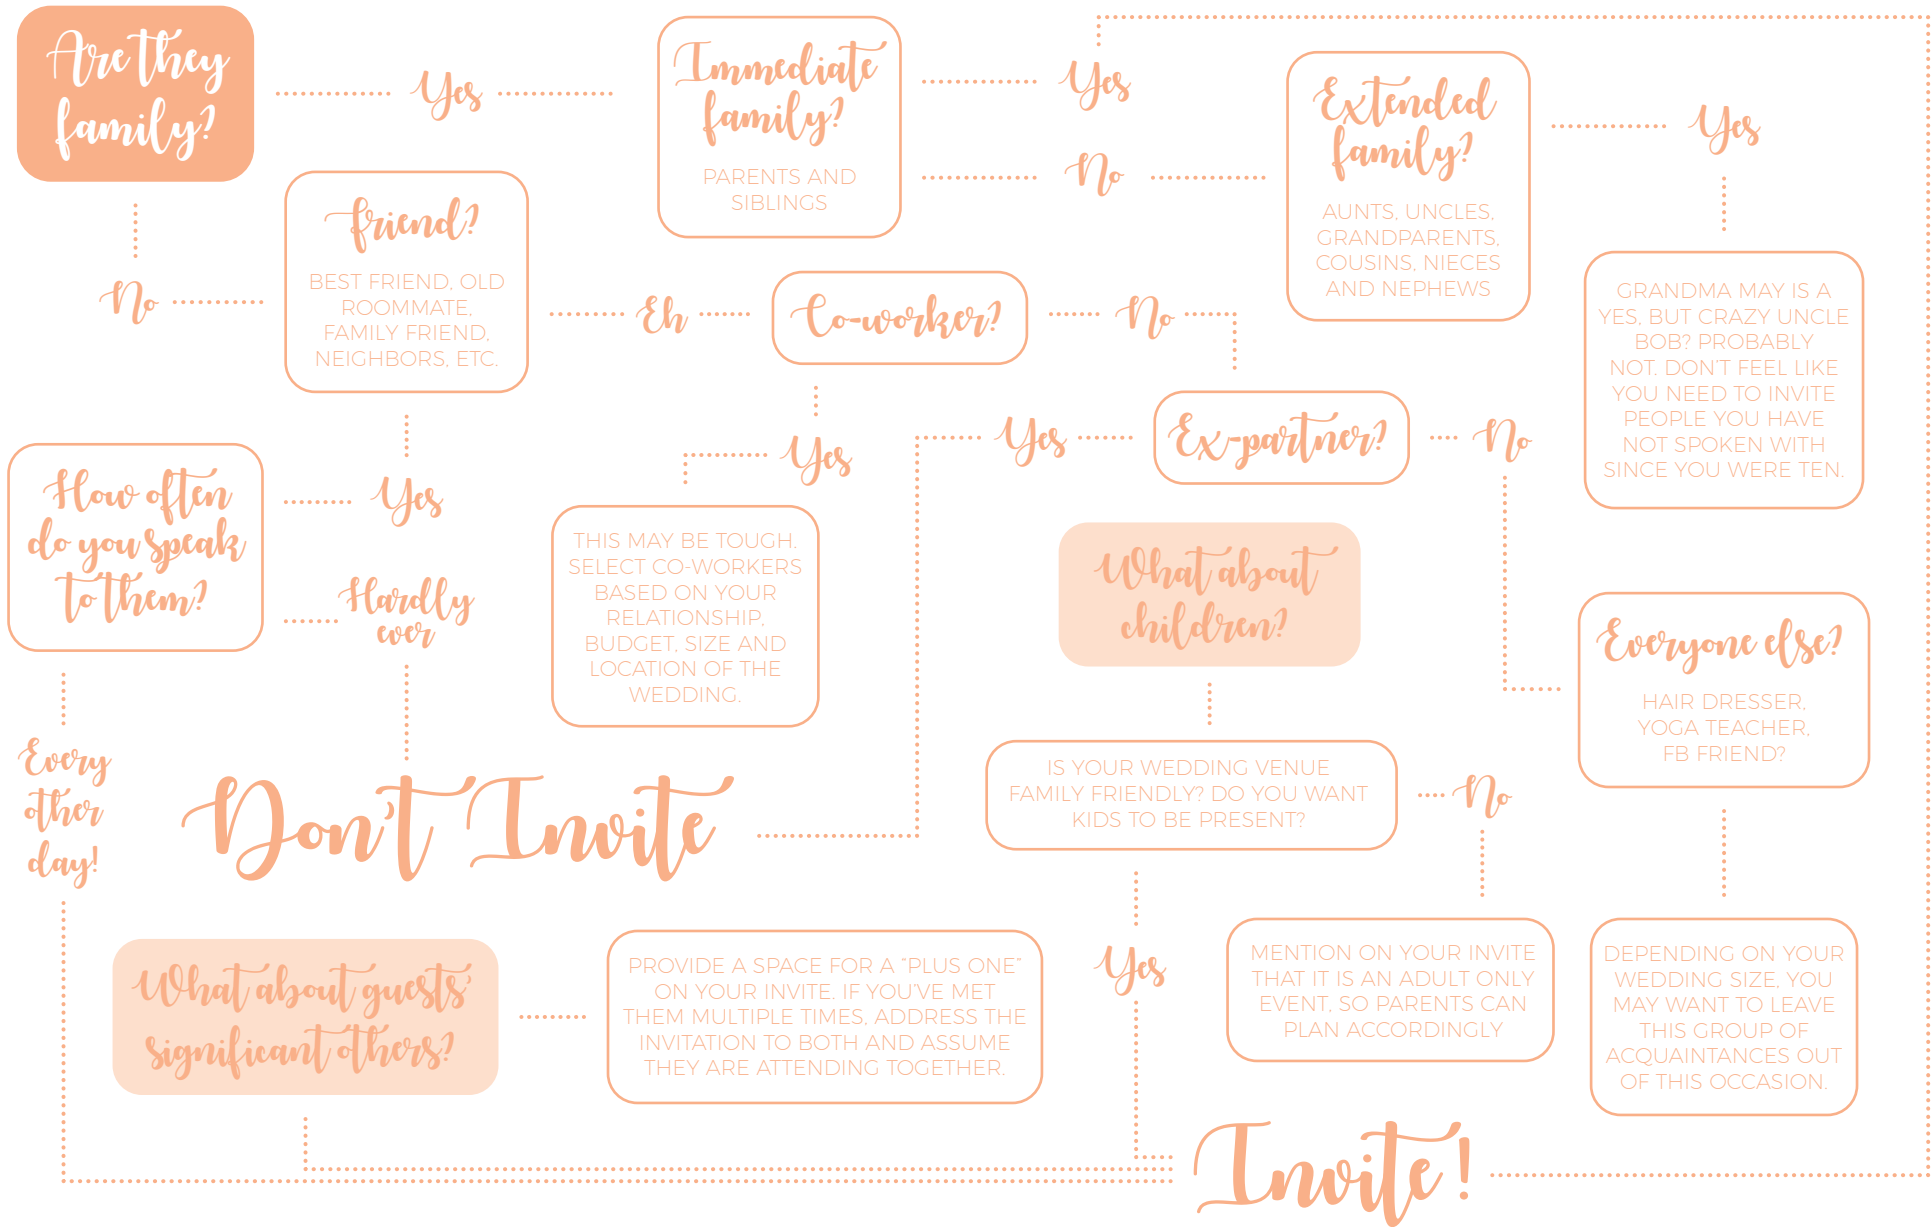 Are they
family?
Yes
Immediate
family?
PARENTS AND
SIBLINGS
Yes
No
Extended
family?
AUNTS, UNCLES,
GRANDPARENTS,
COUSINS, NIECES
AND NEPHEWS
Yes
GRANDMA MAY IS A
YES, BUT CRAZY UNCLE
BOB? PROBABLY
NOT. DON'T FEEL LIKE
YOU NEED TO INVITE
PEOPLE YOU HAVE
NOT SPOKEN WITH
SINCE YOU WERE TEN.
No
friend?
BEST FRIEND, OLD
ROOMMATE,
FAMILY FRIEND,
NEIGHBORS, ETC.
Eh
Co-worker?
No
Yes
THIS MAY BE TOUGH.
SELECT CO-WORKERS
BASED ON YOUR
RELATIONSHIP,
BUDGET, SIZE AND
LOCATION OF THE
WEDDING.
Yes
Ex-partner?
No
How often
do you speak
to them?
Yes
Hardly
ever
Every
other
day!
Don't Invite
What about
children?
IS YOUR WEDDING VENUE
FAMILY FRIENDLY? DO YOU WANT
KIDS TO BE PRESENT?
No
Yes
MENTION ON YOUR INVITE
THAT IT IS AN ADULT ONLY
EVENT, SO PARENTS CAN
PLAN ACCORDINGLY
Everyone else?
HAIR DRESSER,
YOGA TEACHER,
FB FRIEND?
DEPENDING ON YOUR
WEDDING SIZE, YOU
MAY WANT TO LEAVE
THIS GROUP OF
ACQUAINTANCES OUT
OF THIS OCCASION.
What about guests'
significant others?
PROVIDE A SPACE FOR A "PLUS ONE"
ON YOUR INVITE. IF YOU'VE MET
THEM MULTIPLE TIMES, ADDRESS THE
INVITATION TO BOTH AND ASSUME
THEY ARE ATTENDING TOGETHER.
Invite!